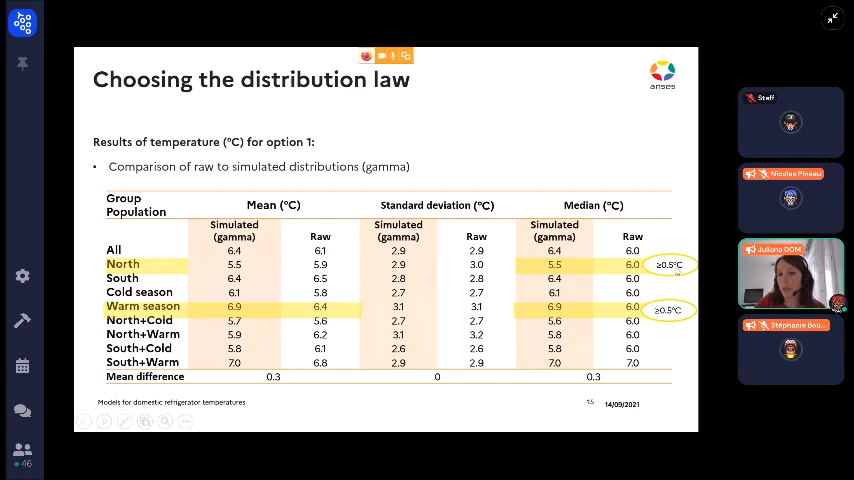 Choosing the distribution law
anses
Results of temperature (°C) for option 1:
• Comparison of raw to simulated distributions (gamma)
Group Population Mean (°C) Standard deviation (°C) Median (°C)
Simulated (gamma) Raw Simulated (gamma) Raw Simulated (gamma) Raw
All 6.4 6.1 2.9 2.9 6.4 6.0
North 5.5 5.9 2.9 3.0 5.5 6.0 ≥0.5°C
South 6.4 6.5 2.8 2.8 6.4 6.0
Cold season 6.1 5.8 2.7 2.7 6.1 6.0
Warm season 6.9 6.4 3.1 3.1 6.9 6.0 ≥0.5°C
North+Cold 5.7 5.6 2.7 2.7 5.6 6.0
North+Warm 5.9 6.2 3.1 3.2 5.8 6.0
South+Cold 5.8 6.1 2.6 2.6 5.8 6.0
South+Warm 7.0 6.8 2.9 2.9 7.0 7.0
Mean difference 0.3 0 0.3
Models for domestic refrigerator temperatures 15 14/09/2021
Staff
Nicolas Pineau
Juliana DOM
Stéphanie Bou...
46